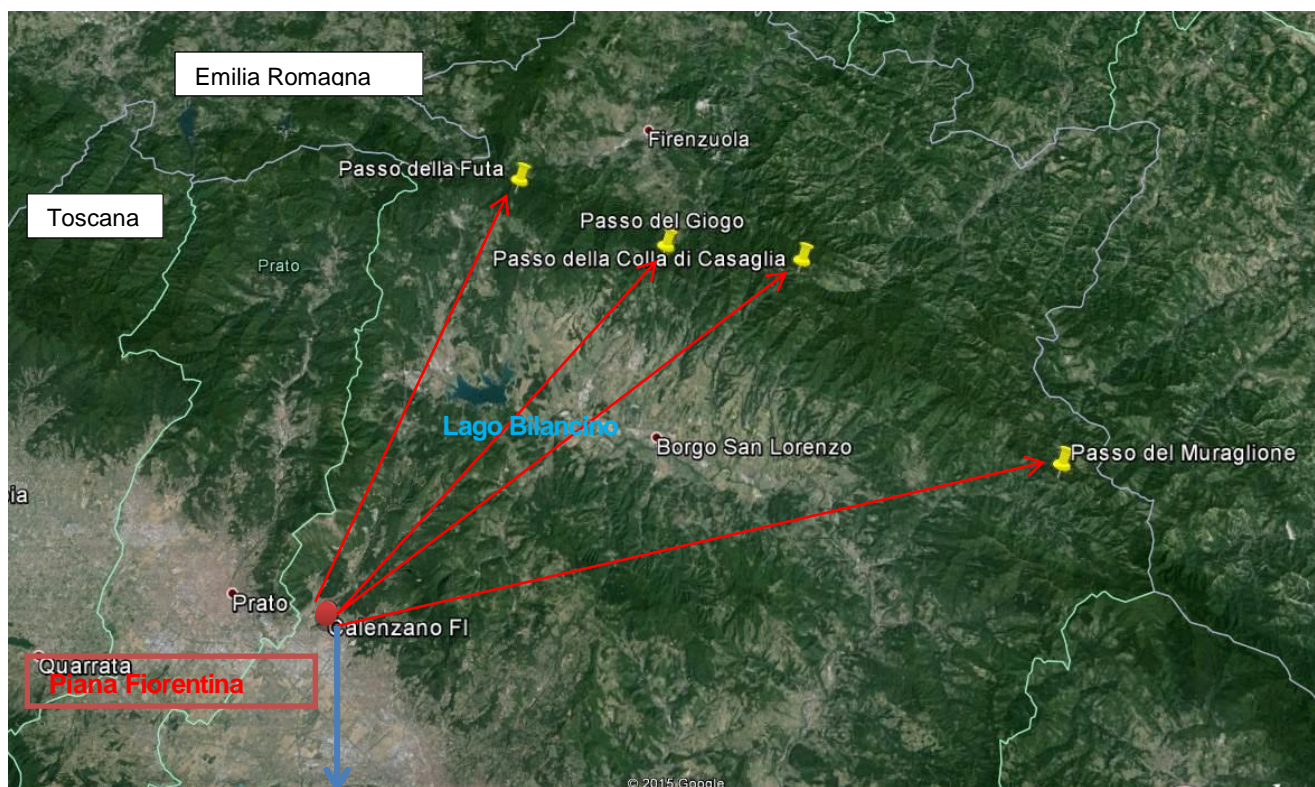 Emilia Romagna
Firenzuola
Passo della Futa
Toscana
Passo del Giogo
Passo della Colla di Casaglia
Prato
Lago Bilancino
Borgo San Lorenzo
Passo del Muraglione
ia
Prato
Calenzano FI
Quarrata
Piana Fiorentina
© 2015 Google